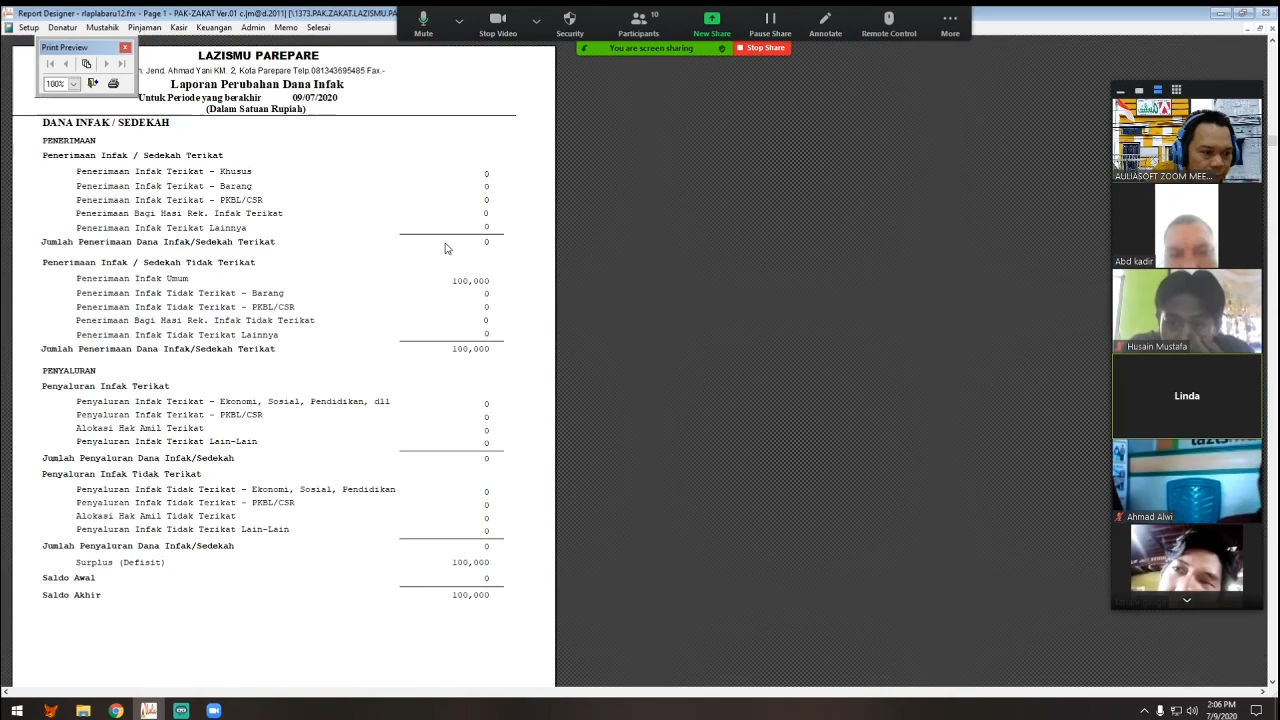 Report Designer - rlaplabaru12.frx - Page 1 - PAK-ZAKAT Ver.01 c.[m@d.2011] [\1373.PAK.ZAKAT.LAZISMU.PA
Setup Donatur Mustahik Pinjaman Kasir Keuangan Admin Memo Selesai
Mute Stop Video Security Participants 10 New Share Pause Share Annotate Remote Control More
You are screen sharing Stop Share
Print Preview
100%
LAZISMU PAREPARE
Jend. Ahmad Yani KM. 2, Kota Parepare Telp.081343695485 Fax.-
Laporan Perubahan Dana Infak
Untuk Periode yang berakhir 09/07/2020
(Dalam Satuan Rupiah)
DANA INFAK / SEDEKAH
PENERIMAAN
Penerimaan Infak / Sedekah Terikat
Penerimaan Infak Terikat - Khusus 0
Penerimaan Infak Terikat - Barang 0
Penerimaan Infak Terikat - PKBL/CSR 0
Penerimaan Bagi Hasi Rek. Infak Terikat 0
Penerimaan Infak Terikat Lainnya 0
Jumlah Penerimaan Dana Infak/Sedekah Terikat 0
Penerimaan Infak / Sedekah Tidak Terikat
Penerimaan Infak Umum 100,000
Penerimaan Infak Tidak Terikat - Barang 0
Penerimaan Infak Tidak Terikat - PKBL/CSR 0
Penerimaan Bagi Hasi Rek. Infak Tidak Terikat 0
Penerimaan Infak Tidak Terikat Lainnya 0
Jumlah Penerimaan Dana Infak/Sedekah Terikat 100,000
PENYALURAN
Penyaluran Infak Terikat
Penyaluran Infak Terikat - Ekonomi, Sosial, Pendidikan, dll 0
Penyaluran Infak Terikat - PKBL/CSR 0
Alokasi Hak Amil Terikat 0
Penyaluran Infak Terikat Lain-Lain 0
Jumlah Penyaluran Dana Infak/Sedekah 0
Penyaluran Infak Tidak Terikat
Penyaluran Infak Tidak Terikat - Ekonomi, Sosial, Pendidikan 0
Penyaluran Infak Tidak Terikat - PKBL/CSR 0
Alokasi Hak Amil Tidak Terikat 0
Penyaluran Infak Tidak Terikat Lain-Lain 0
Jumlah Penyaluran Dana Infak/Sedekah 0
Surplus (Defisit) 100,000
Saldo Awal 0
Saldo Akhir 100,000
AULIASOFT ZOOM MEE...
Abd kadir
Husain Mustafa
Linda
Ahmad Alwi
2:06 PM
7/9/2020